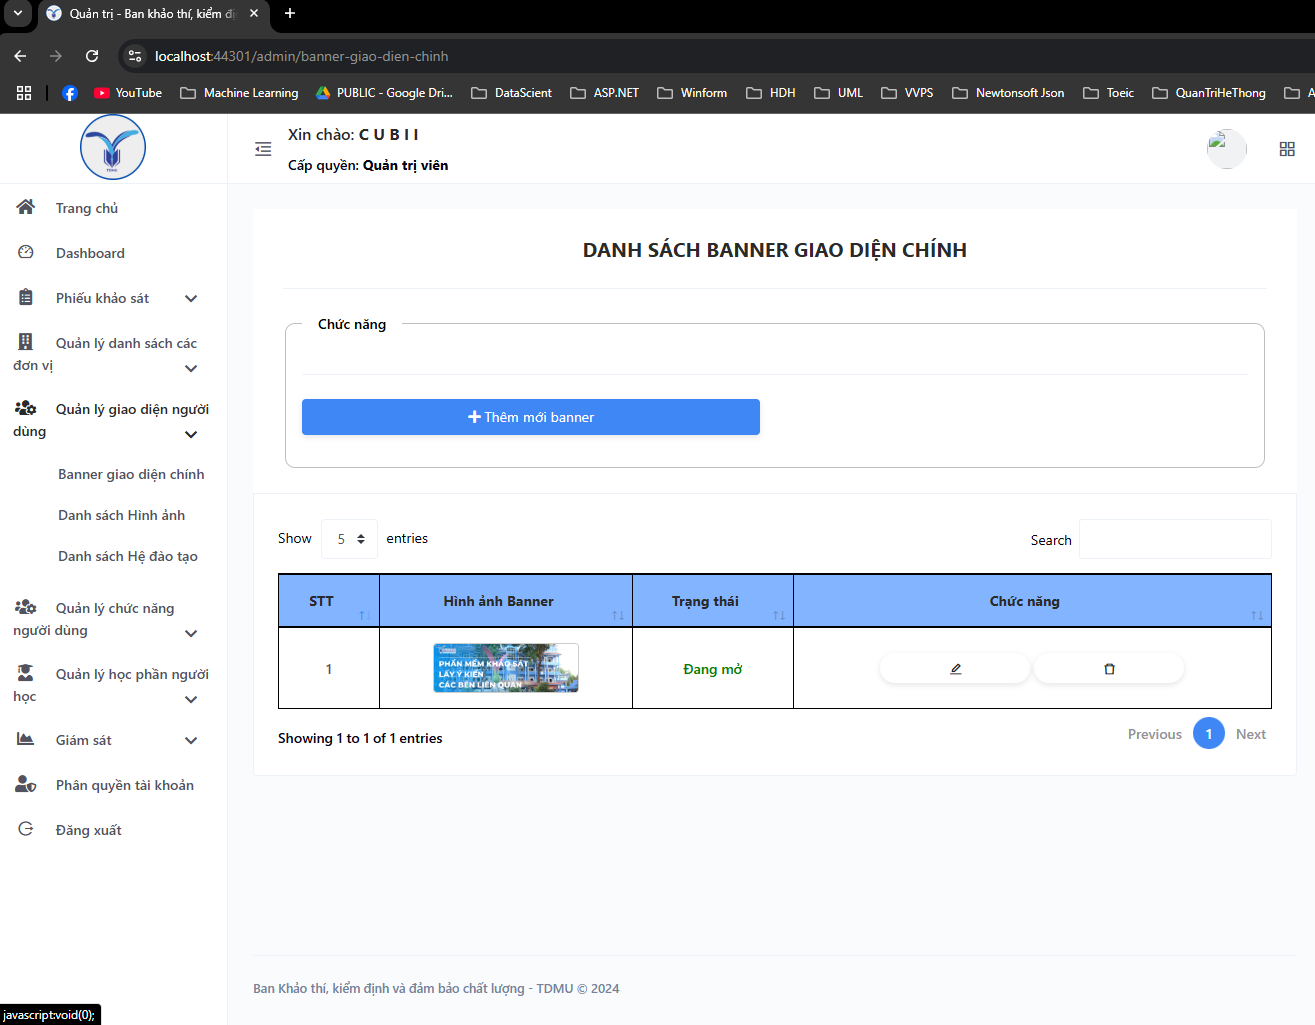 Quản trị - Ban khảo thí, kiểm đị
localhost:44301/admin/banner-giao-dien-chinh
YouTube
Machine Learning
PUBLIC - Google Dri...
DataScient
ASP.NET
Winform
HDH
UML
VVPS
Newtonsoft Json
Toeic
QuanTriHeThong
A
TDMU
Xin chào: C U B I I
Cấp quyền: Quản trị viên
Trang chủ
Dashboard
Phiếu khảo sát
Quản lý danh sách các
đơn vị
Quản lý giao diện người
dùng
Banner giao diện chính
Danh sách Hình ảnh
Danh sách Hệ đào tạo
Quản lý chức năng
người dùng
Quản lý học phần người
học
Giám sát
Phân quyền tài khoản
Đăng xuất
DANH SÁCH BANNER GIAO DIỆN CHÍNH
Chức năng
Thêm mới banner
Show 5 entries
Search
STT
Hình ảnh Banner
Trạng thái
Chức năng
1
PHẦN MỀM KHẢO SÁT
LẤY Ý KIẾN
CÁC BÊN LIÊN QUAN
Đang mở
Showing 1 to 1 of 1 entries
Previous
1
Next
Ban Khảo thí, kiểm định và đảm bảo chất lượng - TDMU © 2024
javascript:void(0);